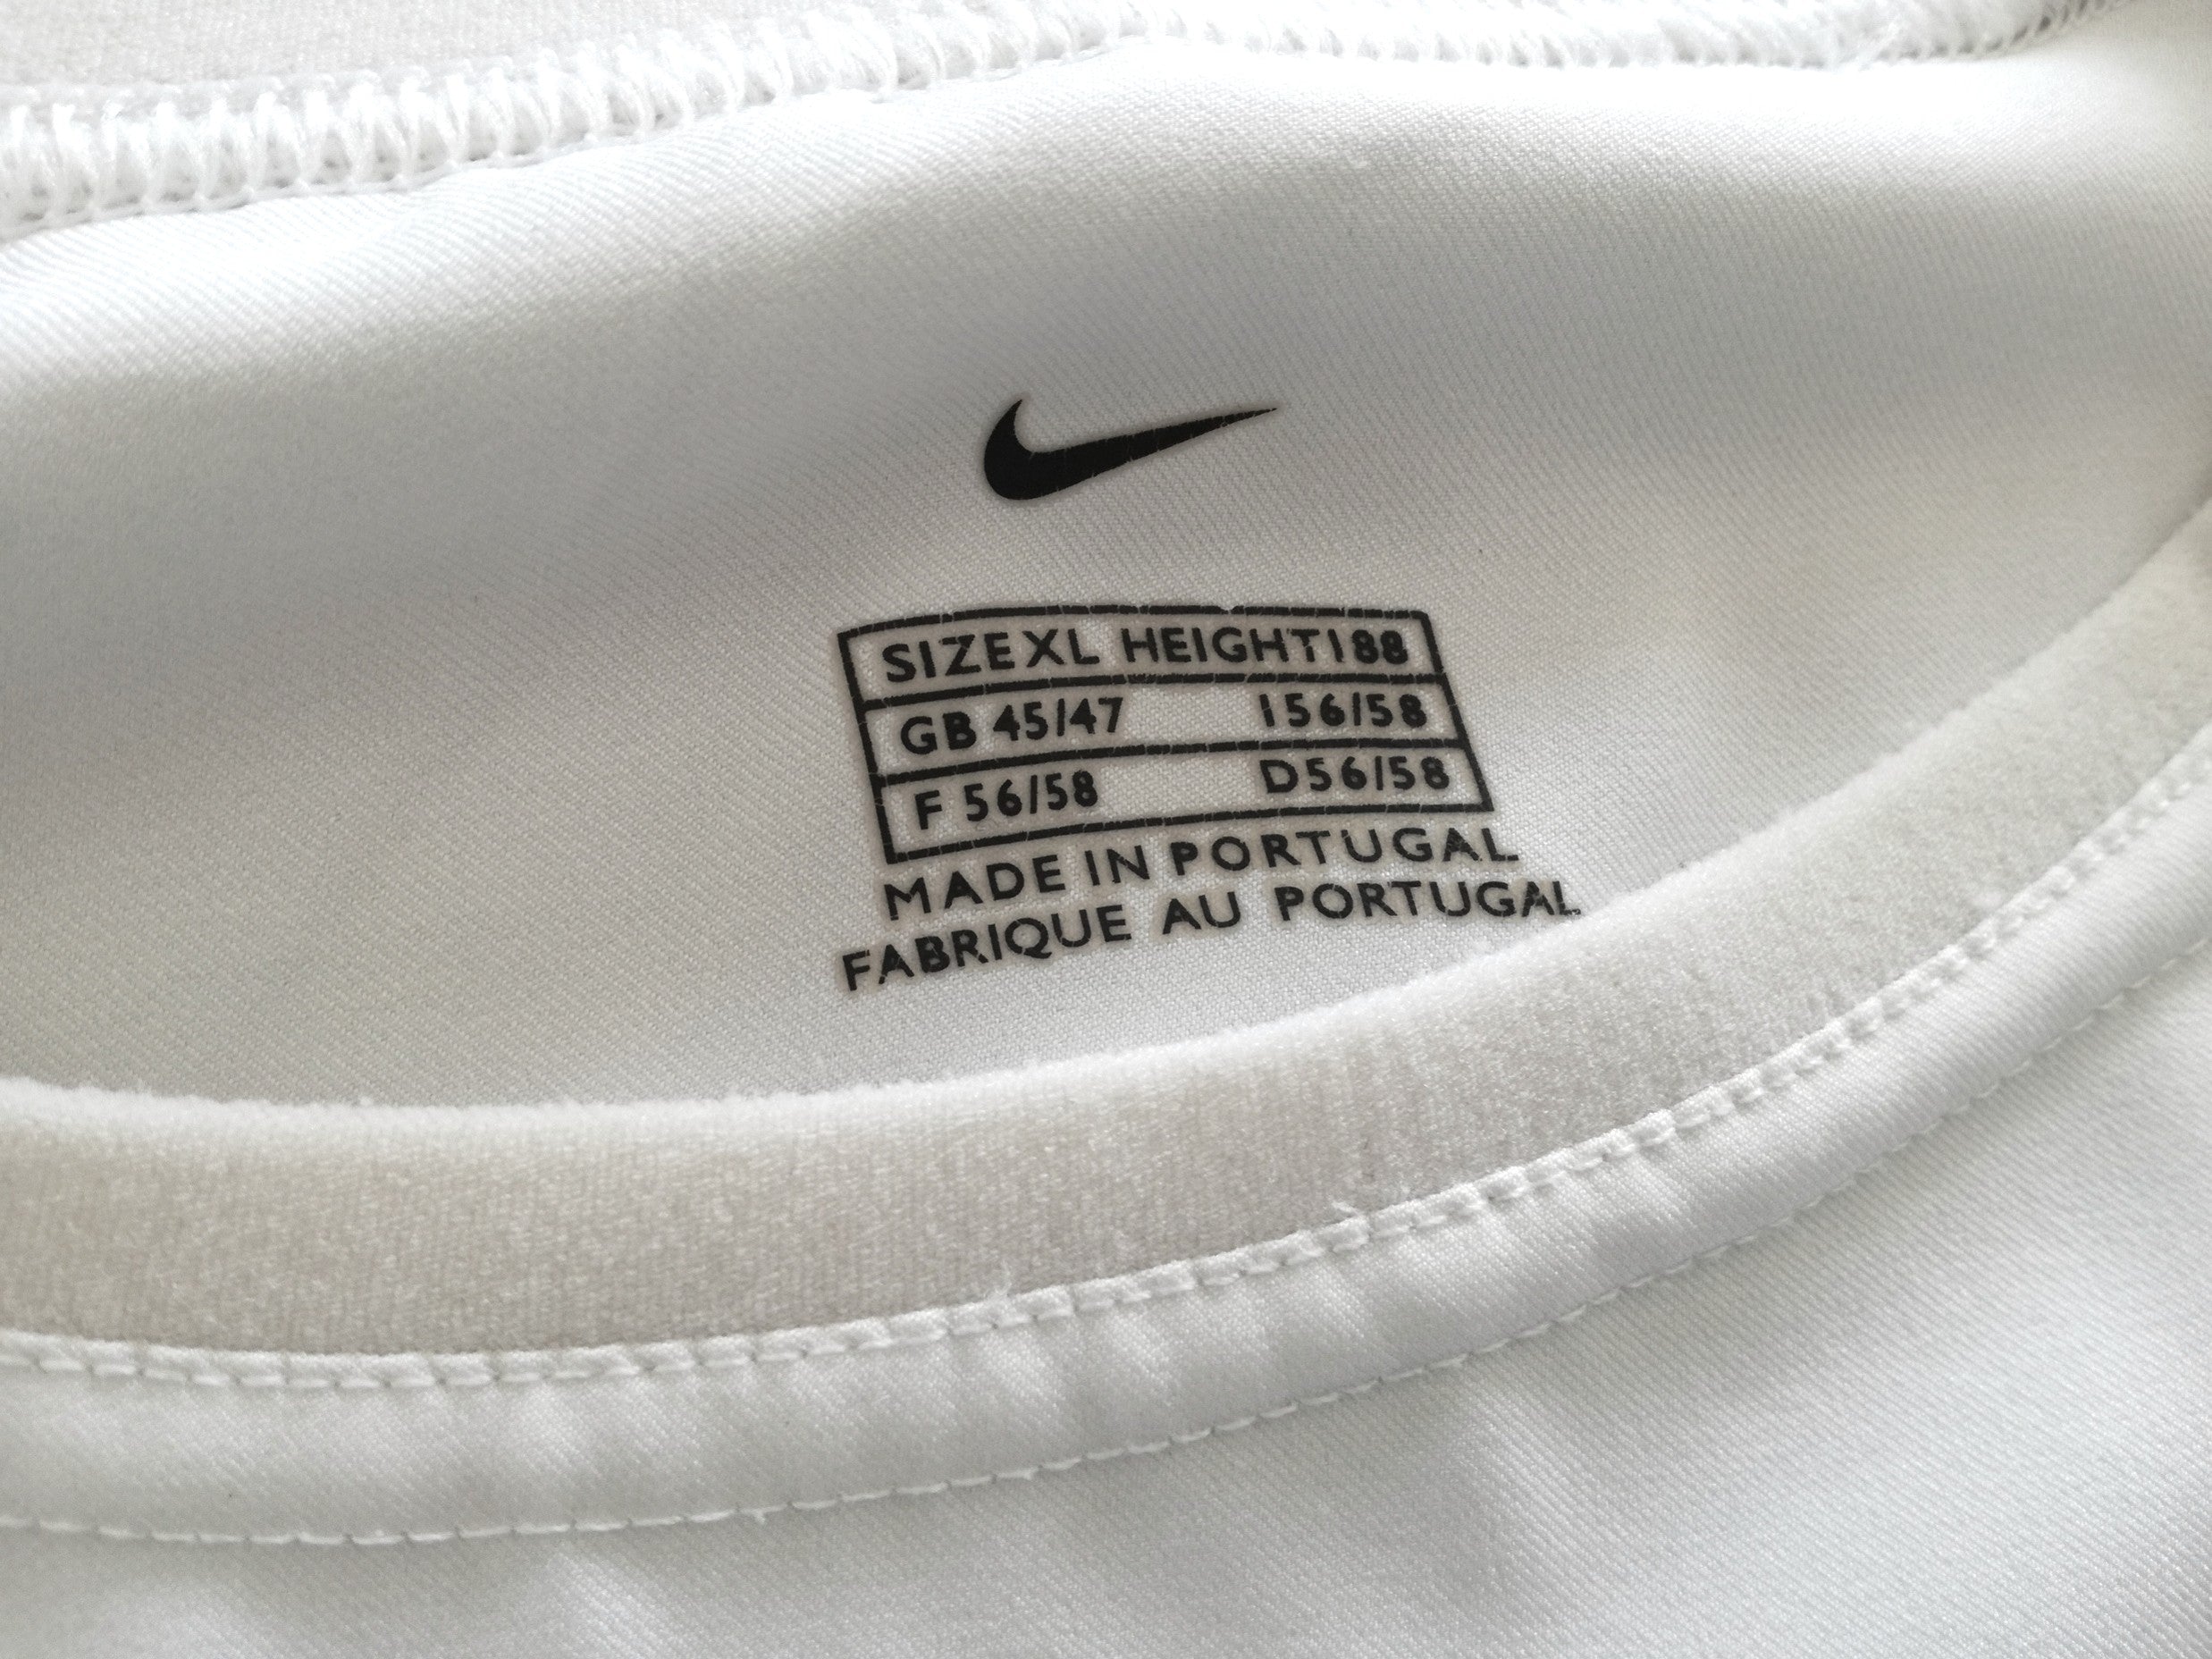 SIZE XL HEIGHT 188
GB 45/47 I 56/58
F 56/58 D 56/58
MADE IN PORTUGAL
FABRIQUE AU PORTUGAL